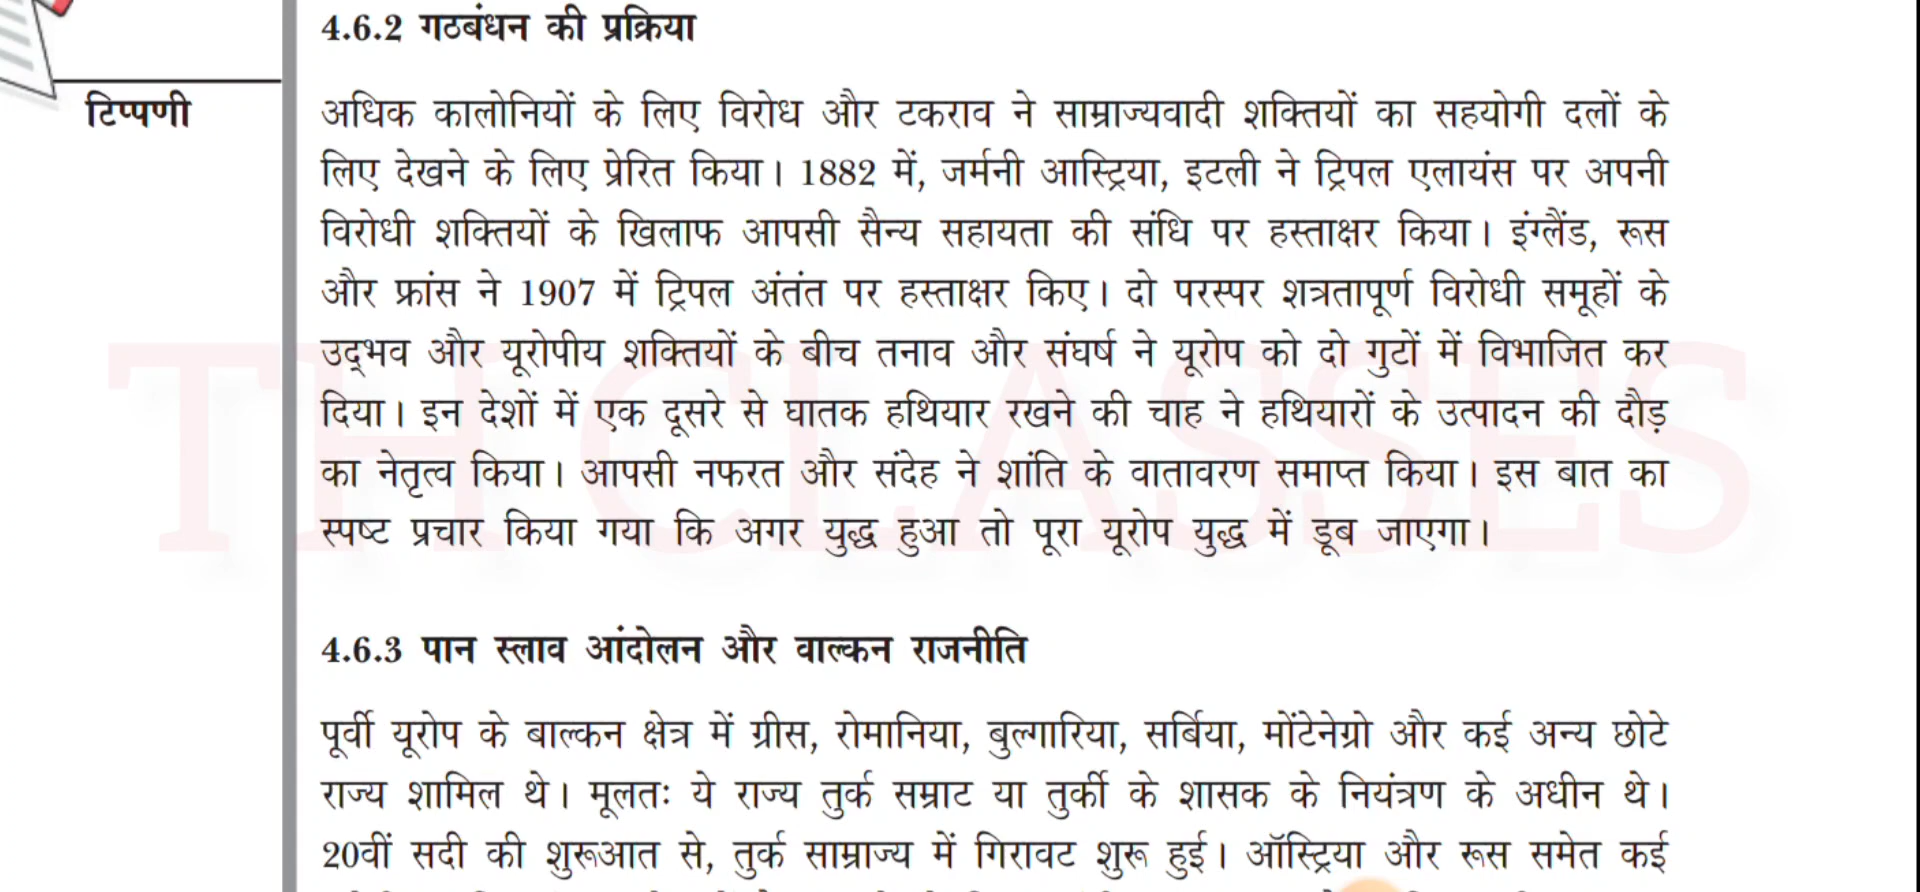 4.6.2 गठबंधन की प्रक्रिया
टिप्पणी
अधिक कालोनियों के लिए विरोध और टकराव ने साम्राज्यवादी शक्तियों का सहयोगी दलों के
लिए देखने के लिए प्रेरित किया। 1882 में, जर्मनी आस्ट्रिया, इटली ने ट्रिपल एलायंस पर अपनी
विरोधी शक्तियों के खिलाफ आपसी सैन्य सहायता की संधि पर हस्ताक्षर किया। इंग्लैंड, रूस
और फ्रांस ने 1907 में ट्रिपल अंतंत पर हस्ताक्षर किए। दो परस्पर शत्रतापूर्ण विरोधी समूहों के
उद्भव और यूरोपीय शक्तियों के बीच तनाव और संघर्ष ने यूरोप को दो गुटों में विभाजित कर
दिया। इन देशों में एक दूसरे से घातक हथियार रखने की चाह ने हथियारों के उत्पादन की दौड़
का नेतृत्व किया। आपसी नफरत और संदेह ने शांति के वातावरण समाप्त किया। इस बात का
स्पष्ट प्रचार किया गया कि अगर युद्ध हुआ तो पूरा यूरोप युद्ध में डूब जाएगा।
TH CLASSES
4.6.3 पान स्लाव आंदोलन और वाल्कन राजनीति
पूर्वी यूरोप के बाल्कन क्षेत्र में ग्रीस, रोमानिया, बुल्गारिया, सर्बिया, मोंटेनेग्रो और कई अन्य छोटे
राज्य शामिल थे। मूलतः ये राज्य तुर्क सम्राट या तुर्की के शासक के नियंत्रण के अधीन थे।
20वीं सदी की शुरूआत से, तुर्क साम्राज्य में गिरावट शुरू हुई। ऑस्ट्रिया और रूस समेत कई